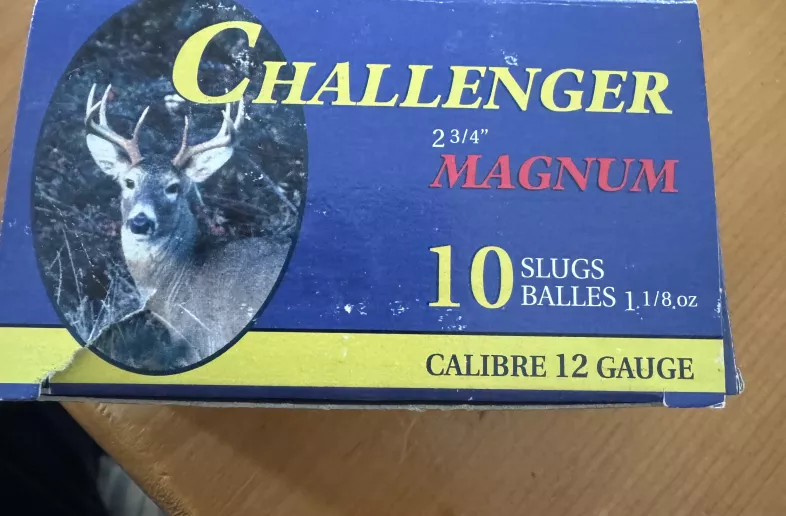 CHALLENGER
2 3/4"
MAGNUM
10 SLUGS
BALLES 1 1/8 oz
CALIBRE 12 GAUGE